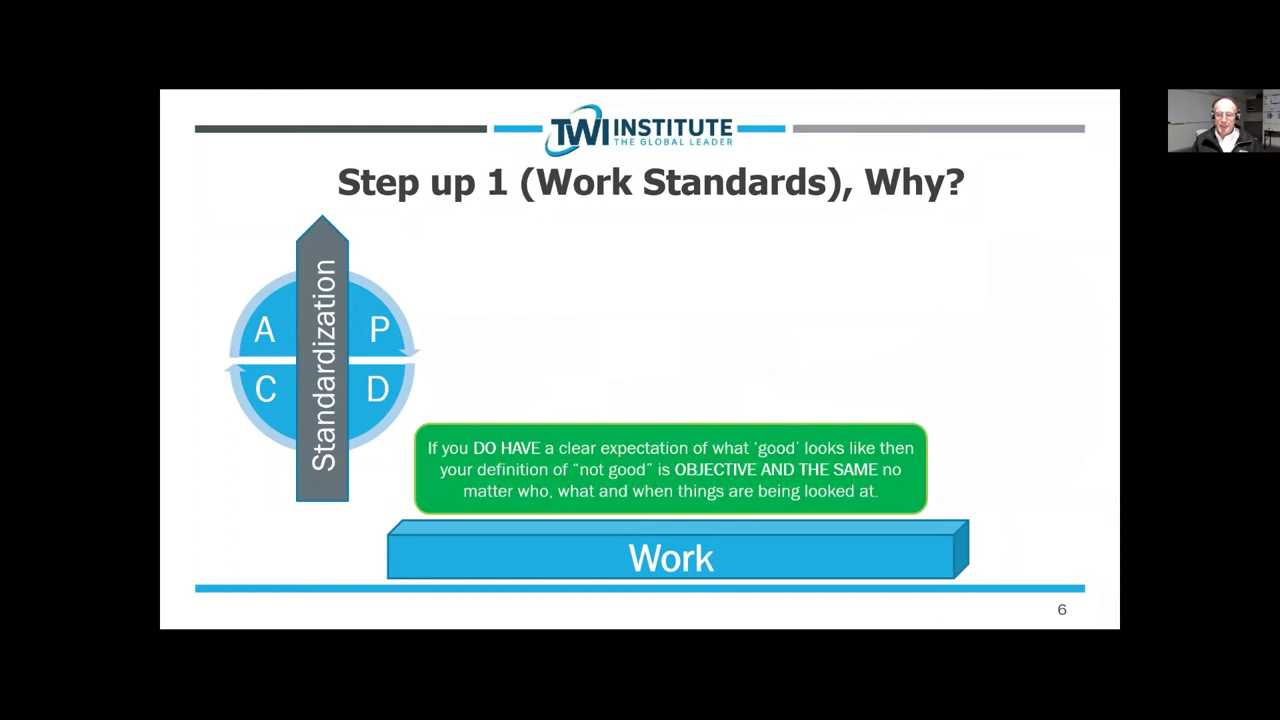 TWI INSTITUTE
THE GLOBAL LEADER
Step up 1 (Work Standards), Why?
Standardization
A
P
C
D
If you DO HAVE a clear expectation of what ‘good’ looks like then
your definition of “not good” is OBJECTIVE AND THE SAME no
matter who, what and when things are being looked at.
Work
6